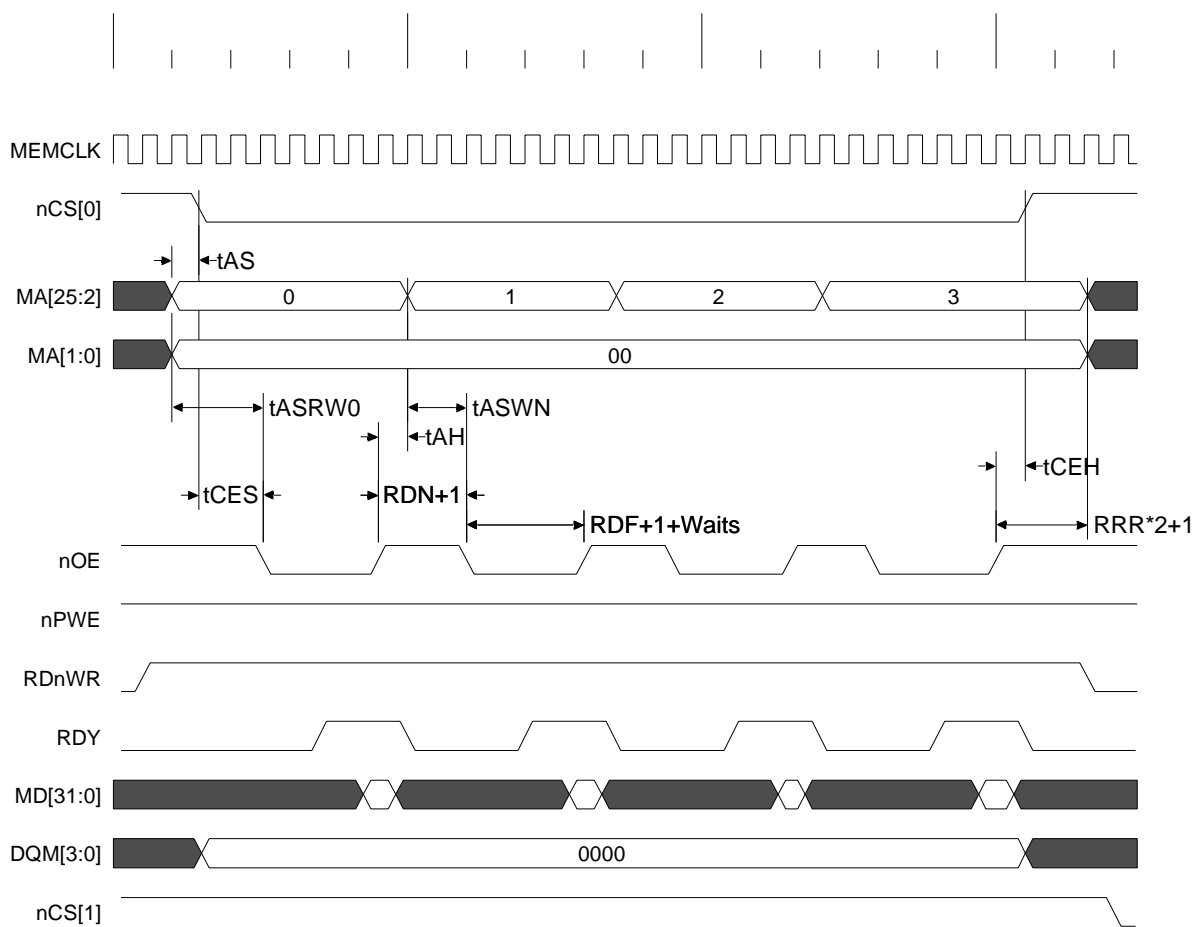 MEMCLK
nCS[0]
tAS
MA[25:2] 0 1 2 3
MA[1:0] 00
tASRW0 tASWN
tAH
tCEH
tCES RDN+1
RDF+1+Waits RRR*2+1
nOE
nPWE
RDnWR
RDY
MD[31:0]
DQM[3:0] 0000
nCS[1]